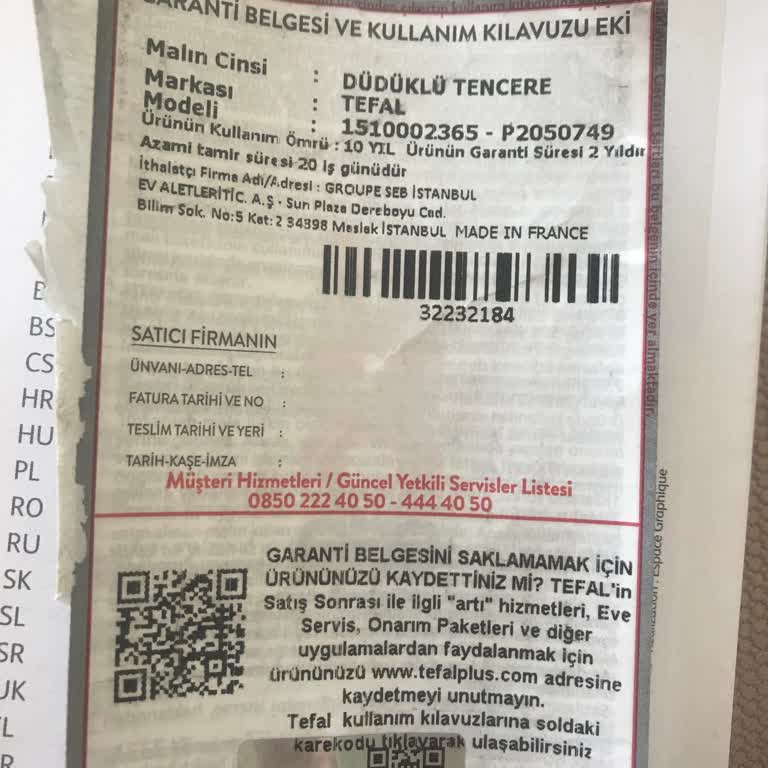 GARANTİ BELGESİ VE KULLANIM KILAVUZU EKİ
Malın Cinsi : DÜDÜKLÜ TENCERE
Markası : TEFAL
Modeli : 1510002365 - P2050749
Ürünün Kullanım Ömrü : 10 YIL Ürünün Garanti Süresi 2 Yıldır
Azami tamir süresi 20 iş günüdür
İthalatçı Firma Adi/Adresi : GROUPE SEB İSTANBUL
EV ALETLERİTİC. A.Ş - Sun Plaza Dereboyu Cad.
Bilim Sok. No:5 Kat: 2 34398 Maslak İSTANBUL MADE IN FRANCE
32232184
SATICI FİRMANIN
ÜNVANI-ADRES-TEL :
FATURA TARİHİ VE NO :
TESLİM TARİHİ VE YERİ :
TARİH-KAŞE-İMZA :
Müşteri Hizmetleri / Güncel Yetkili Servisler Listesi
0850 222 40 50 - 444 40 50
GARANTİ BELGESİNİ SAKLAMAMAK İÇİN
ÜRÜNÜNÜZÜ KAYDETTİNİZ Mİ? TEFAL'in
Satış Sonrası ile ilgli "artı" hizmetleri, Eve
Servis, Onarım Paketleri ve diğer
uygulamalardan faydalanmak için
ürününüzü www.tefalplus.com adresine
kaydetmeyi unutmayın.
Tefal kullanım kılavuzlarına soldaki
karekodu tıklayarak ulaşabilirsiniz
BS
CS
HR
HU
PL
RO
RU
SK
SL
SR
UK
içinde yer almaktadır.
Espace Graphique